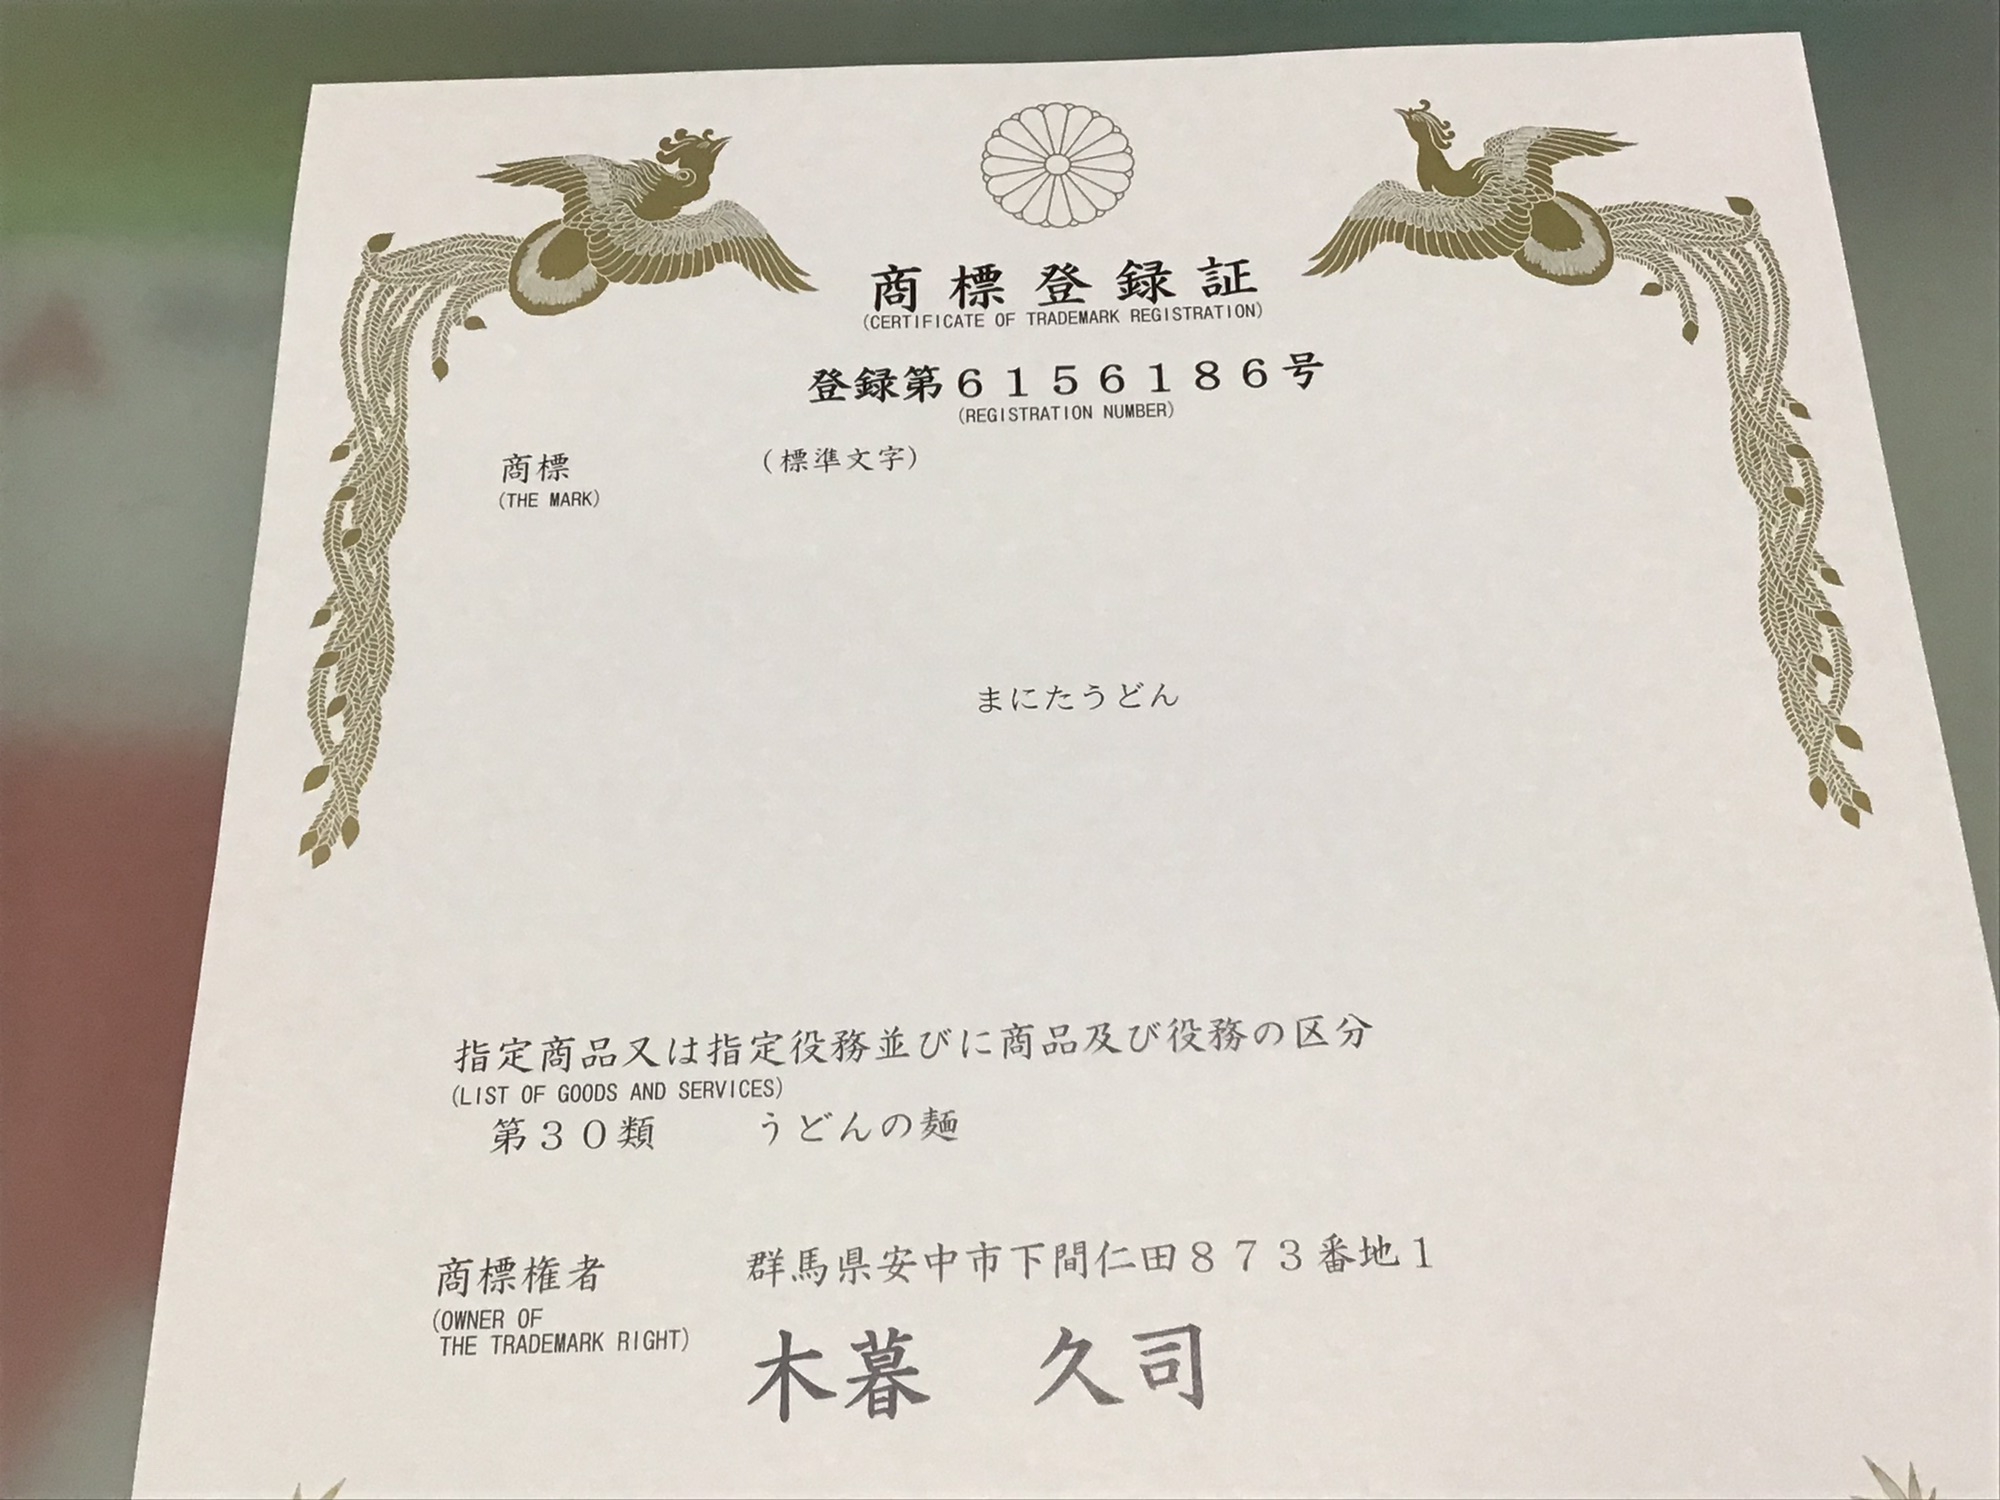 商標登録証
(CERTIFICATE OF TRADEMARK REGISTRATION)
登録第６１５６１８６号
(REGISTRATION NUMBER)
商標 （標準文字）
(THE MARK)
まにたうどん
指定商品又は指定役務並びに商品及び役務の区分
(LIST OF GOODS AND SERVICES)
第３０類 うどんの麺
商標権者 群馬県安中市下間仁田８７３番地１
(OWNER OF
THE TRADEMARK RIGHT)
木暮 久司